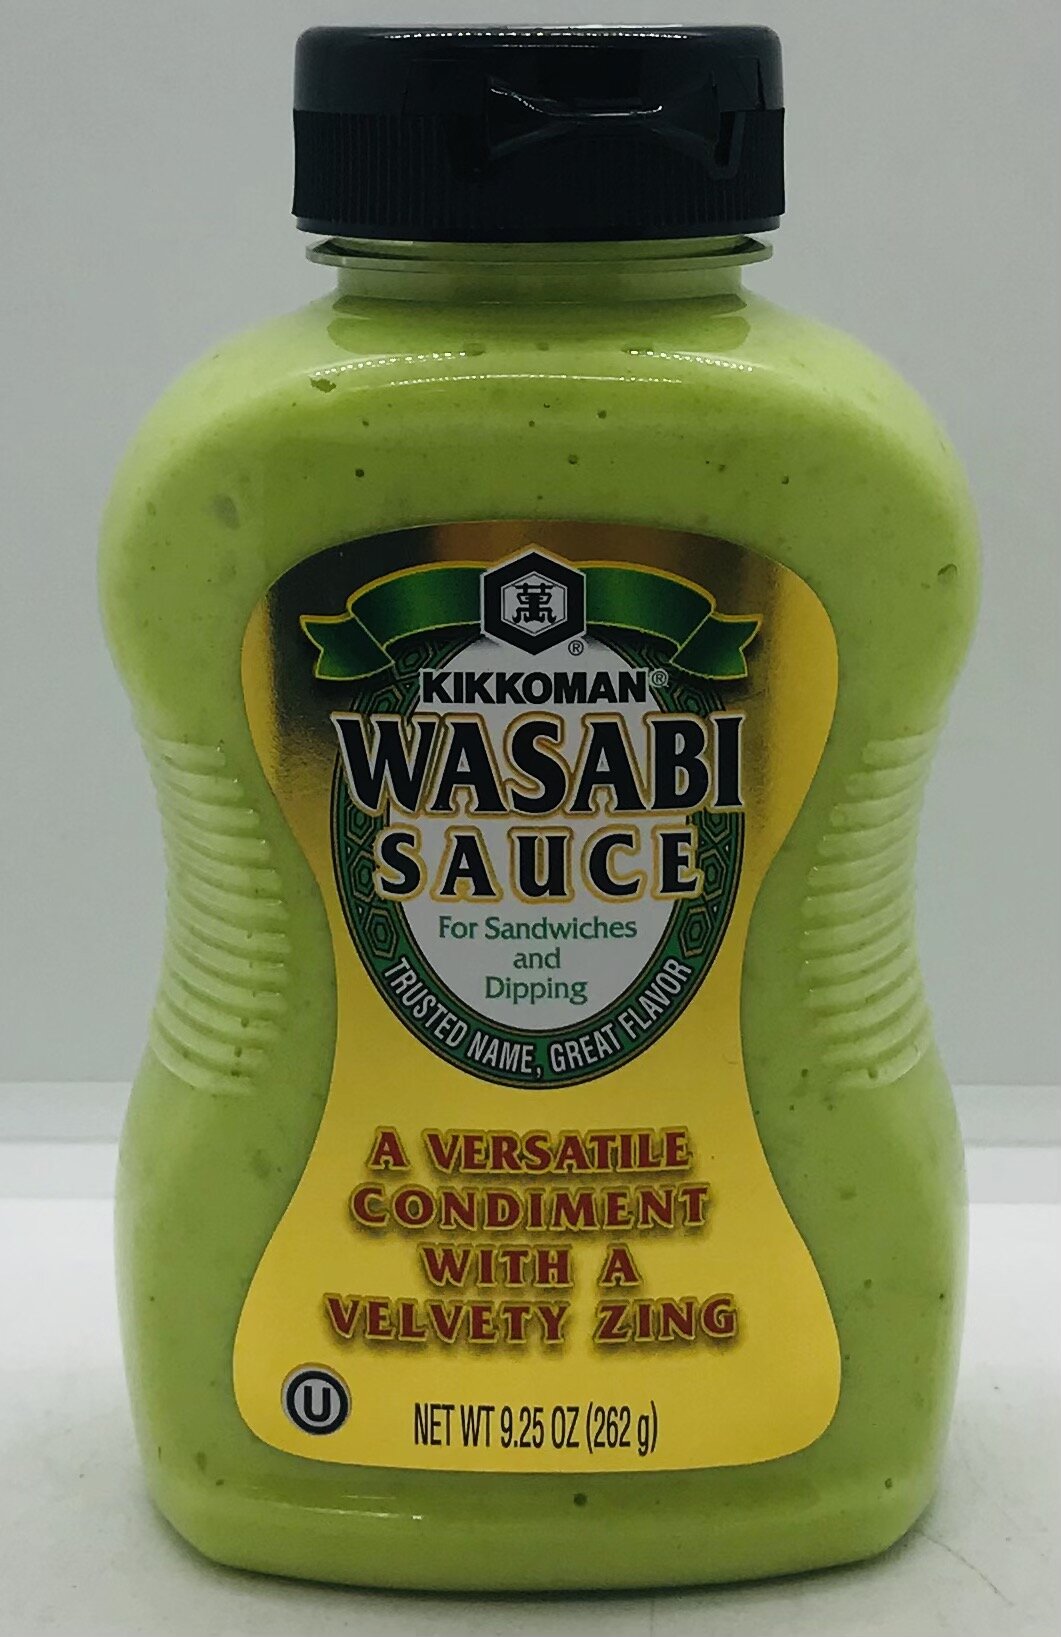 萬
®
KIKKOMAN®
WASABI
SAUCE
For Sandwiches
and
Dipping
TRUSTED NAME, GREAT FLAVOR
A VERSATILE
CONDIMENT
WITH A
VELVETY ZING
U
NET WT 9.25 OZ (262 g)